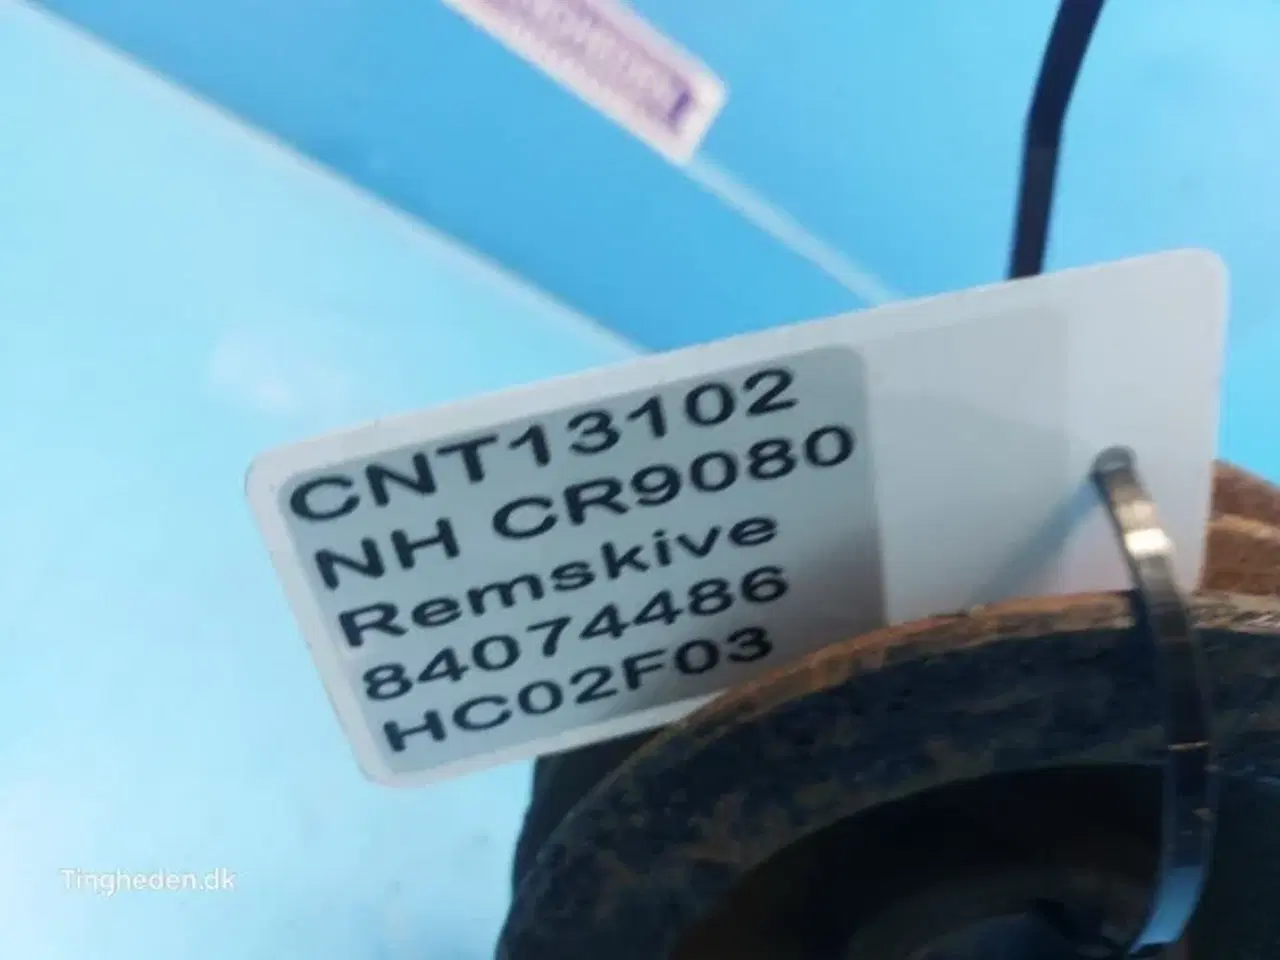 CNT13102
NH CR9080
Remskive
84074486
HC02F03
Tingheden.dk